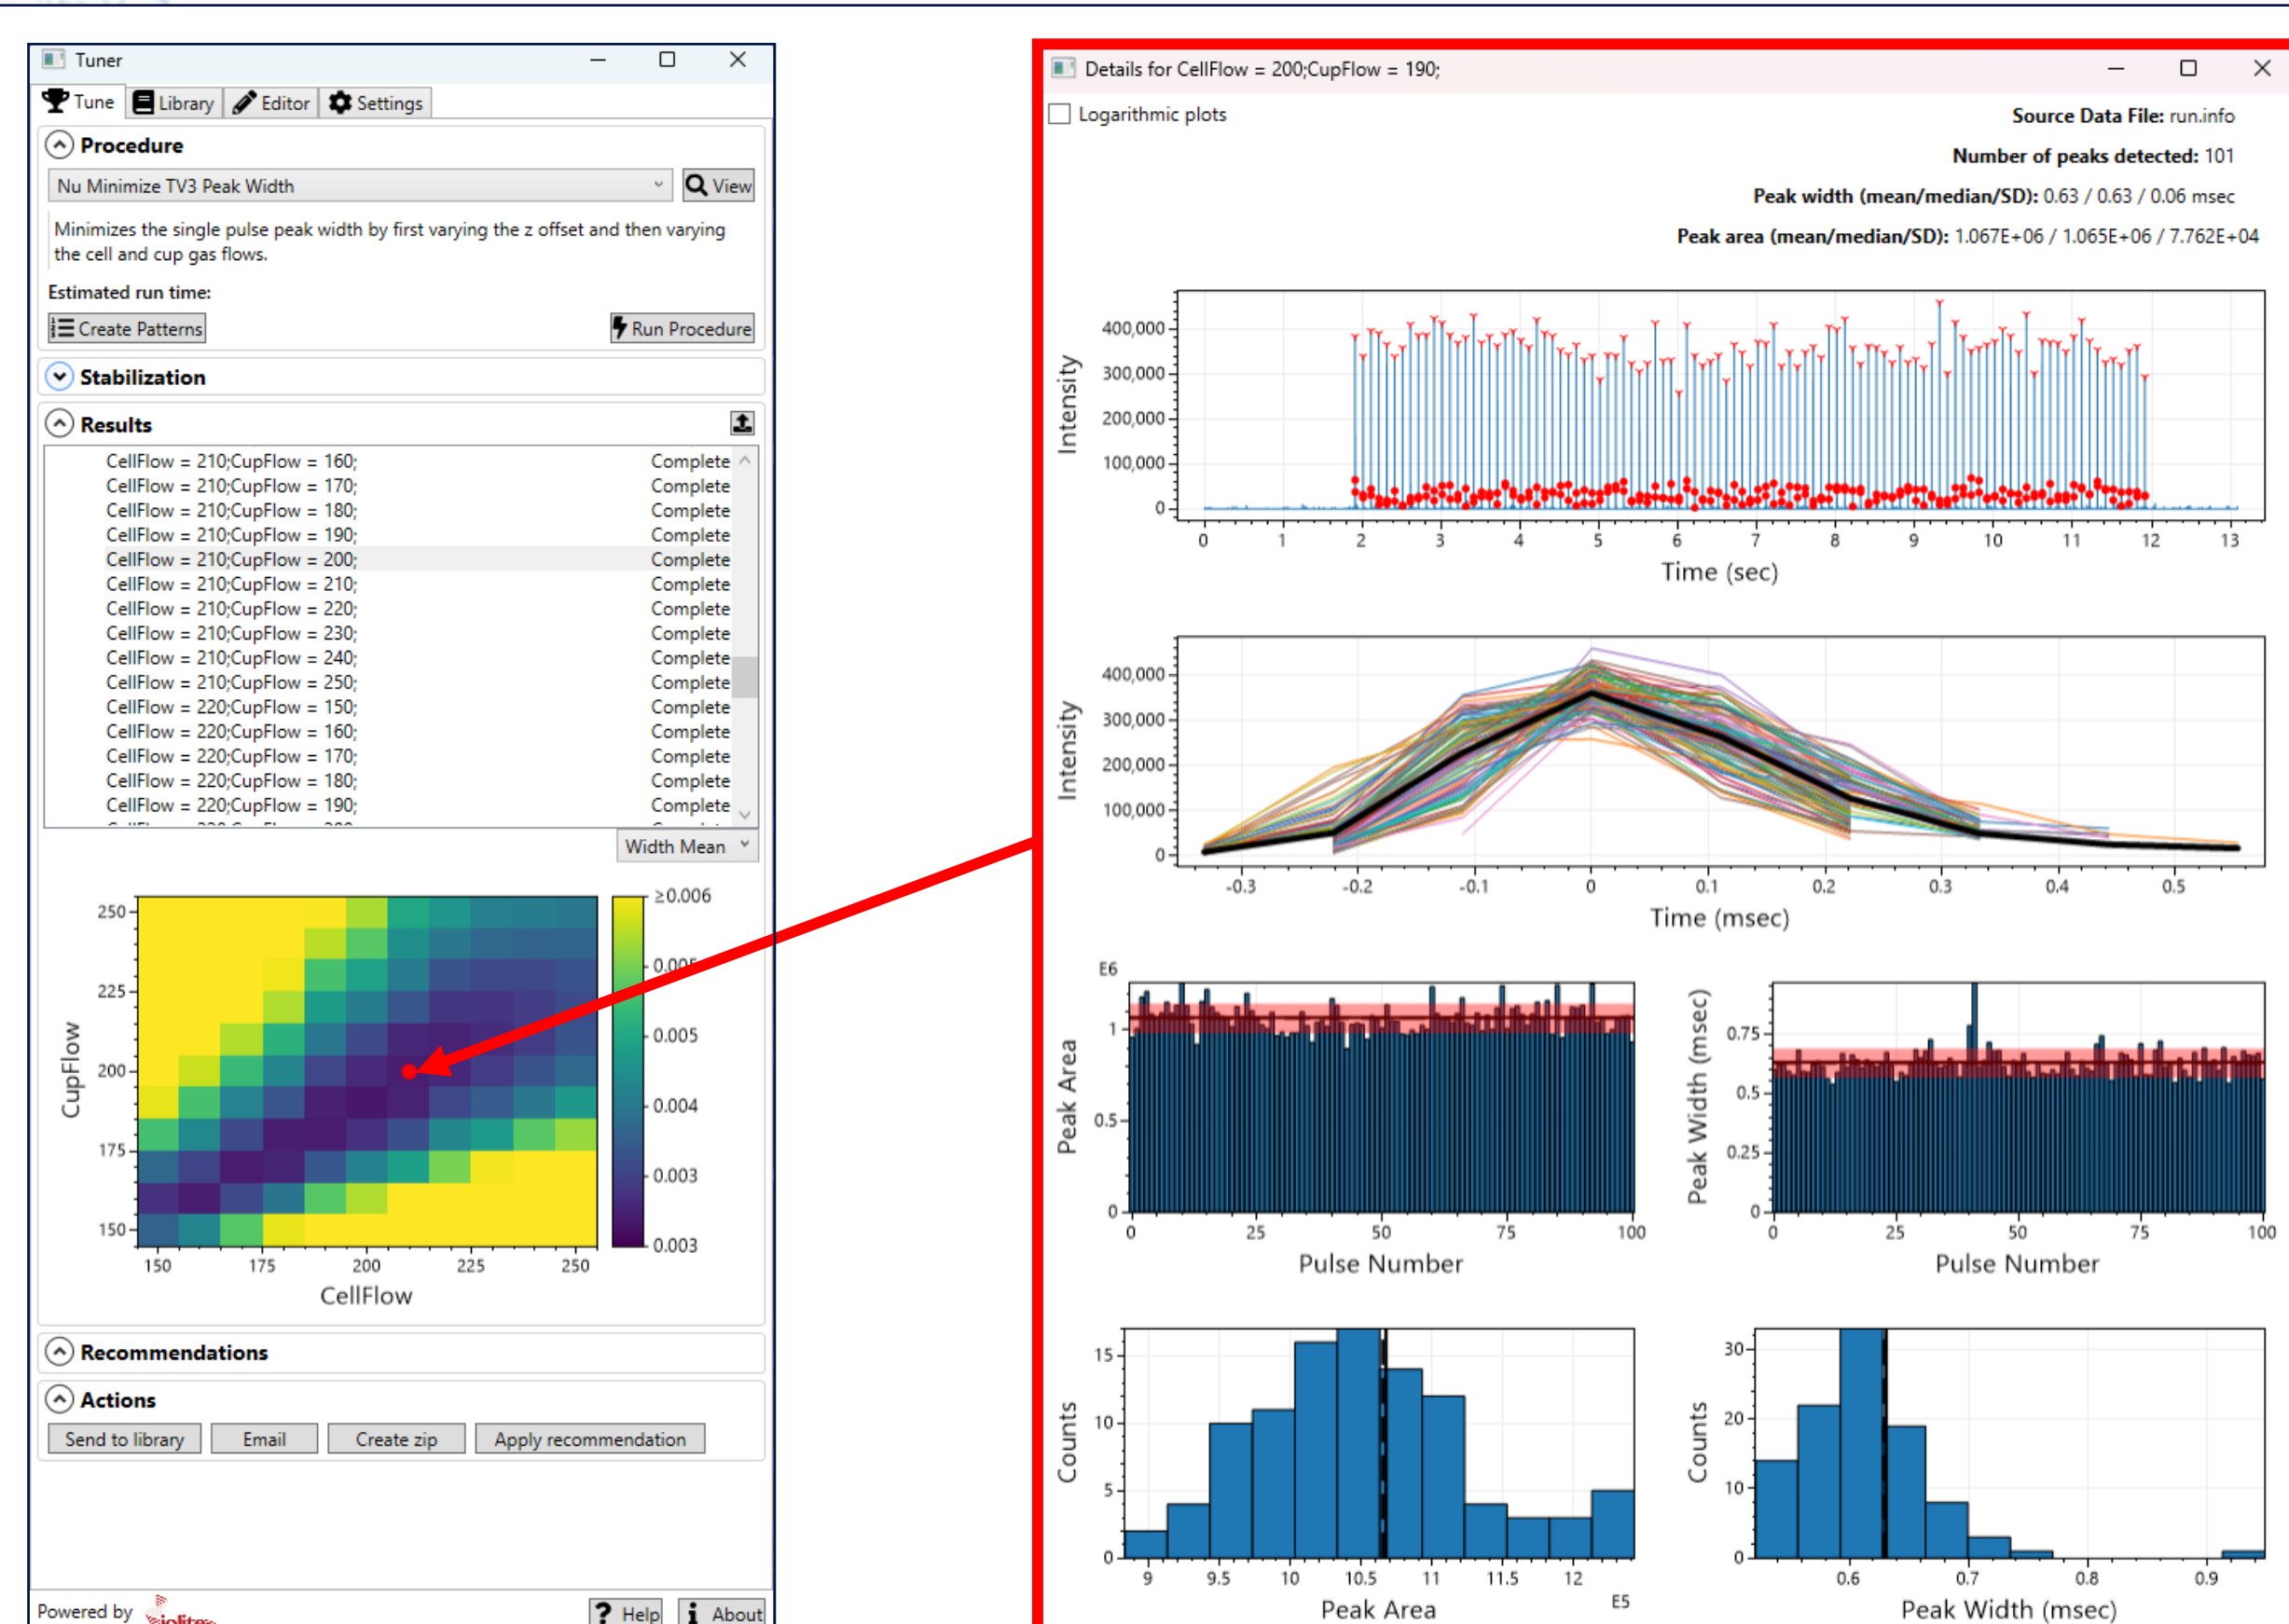 Tuner
Tune Library Editor Settings
Procedure
Nu Minimize TV3 Peak Width View
Minimizes the single pulse peak width by first varying the z offset and then varying
the cell and cup gas flows.
Estimated run time:
Create Patterns Run Procedure
Stabilization
Results
CellFlow = 210;CupFlow = 160; Complete
CellFlow = 210;CupFlow = 170; Complete
CellFlow = 210;CupFlow = 180; Complete
CellFlow = 210;CupFlow = 190; Complete
CellFlow = 210;CupFlow = 200; Complete
CellFlow = 210;CupFlow = 210; Complete
CellFlow = 210;CupFlow = 220; Complete
CellFlow = 210;CupFlow = 230; Complete
CellFlow = 210;CupFlow = 240; Complete
CellFlow = 210;CupFlow = 250; Complete
CellFlow = 220;CupFlow = 150; Complete
CellFlow = 220;CupFlow = 160; Complete
CellFlow = 220;CupFlow = 170; Complete
CellFlow = 220;CupFlow = 180; Complete
CellFlow = 220;CupFlow = 190; Complete
Width Mean
≥0.006
0.005
0.004
0.003
0.003
250
225
200
175
150
CupFlow
150 175 200 225 250
CellFlow
Recommendations
Actions
Send to library Email Create zip Apply recommendation
Powered by iolite
Help About
Details for CellFlow = 200;CupFlow = 190;
Logarithmic plots
Source Data File: run.info
Number of peaks detected: 101
Peak width (mean/median/SD): 0.63 / 0.63 / 0.06 msec
Peak area (mean/median/SD): 1.067E+06 / 1.065E+06 / 7.762E+04
Intensity
400,000
300,000
200,000
100,000
0
0 1 2 3 4 5 6 7 8 9 10 11 12 13
Time (sec)
Intensity
400,000
300,000
200,000
100,000
0
-0.3 -0.2 -0.1 0 0.1 0.2 0.3 0.4 0.5
Time (msec)
E6
Peak Area
1
0.5
0
0 25 50 75 100
Pulse Number
Peak Width (msec)
0.75
0.5
0.25
0
0 25 50 75 100
Pulse Number
Counts
15
10
5
0
9 9.5 10 10.5 11 11.5 12
Peak Area E5
Counts
30
20
10
0
0.6 0.7 0.8 0.9
Peak Width (msec)